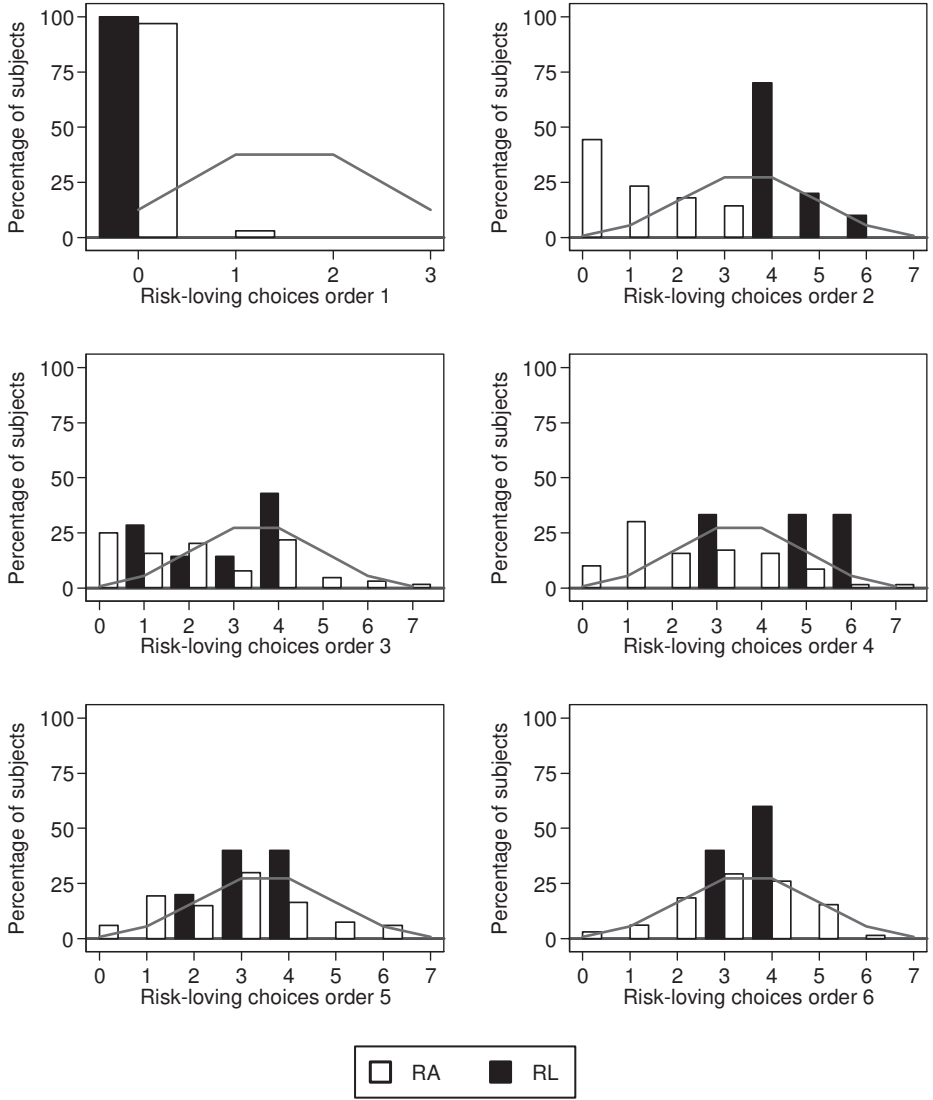 Percentage of subjects
100
75
50
25
0
0 1 2 3
Risk-loving choices order 1
Percentage of subjects
100
75
50
25
0
0 1 2 3 4 5 6 7
Risk-loving choices order 2
Percentage of subjects
100
75
50
25
0
0 1 2 3 4 5 6 7
Risk-loving choices order 3
Percentage of subjects
100
75
50
25
0
0 1 2 3 4 5 6 7
Risk-loving choices order 4
Percentage of subjects
100
75
50
25
0
0 1 2 3 4 5 6 7
Risk-loving choices order 5
Percentage of subjects
100
75
50
25
0
0 1 2 3 4 5 6 7
Risk-loving choices order 6
RA RL